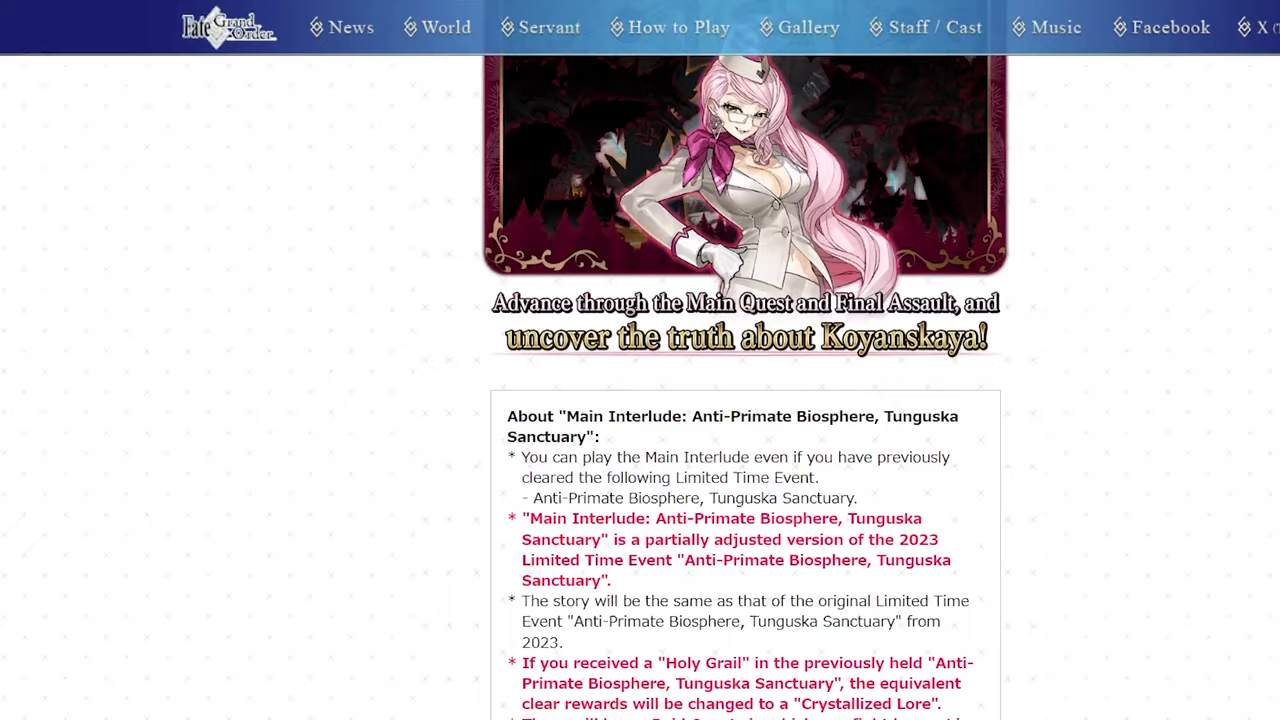 Fate Grand Order News World Servant How to Play Gallery Staff / Cast Music Facebook X
Advance through the Main Quest and Final Assault, and
uncover the truth about Koyanskaya!
About "Main Interlude: Anti-Primate Biosphere, Tunguska
Sanctuary":
* You can play the Main Interlude even if you have previously
cleared the following Limited Time Event.
- Anti-Primate Biosphere, Tunguska Sanctuary.
* "Main Interlude: Anti-Primate Biosphere, Tunguska
Sanctuary" is a partially adjusted version of the 2023
Limited Time Event "Anti-Primate Biosphere, Tunguska
Sanctuary".
* The story will be the same as that of the original Limited Time
Event "Anti-Primate Biosphere, Tunguska Sanctuary" from
2023.
* If you received a "Holy Grail" in the previously held "Anti-
Primate Biosphere, Tunguska Sanctuary", the equivalent
clear rewards will be changed to a "Crystallized Lore".